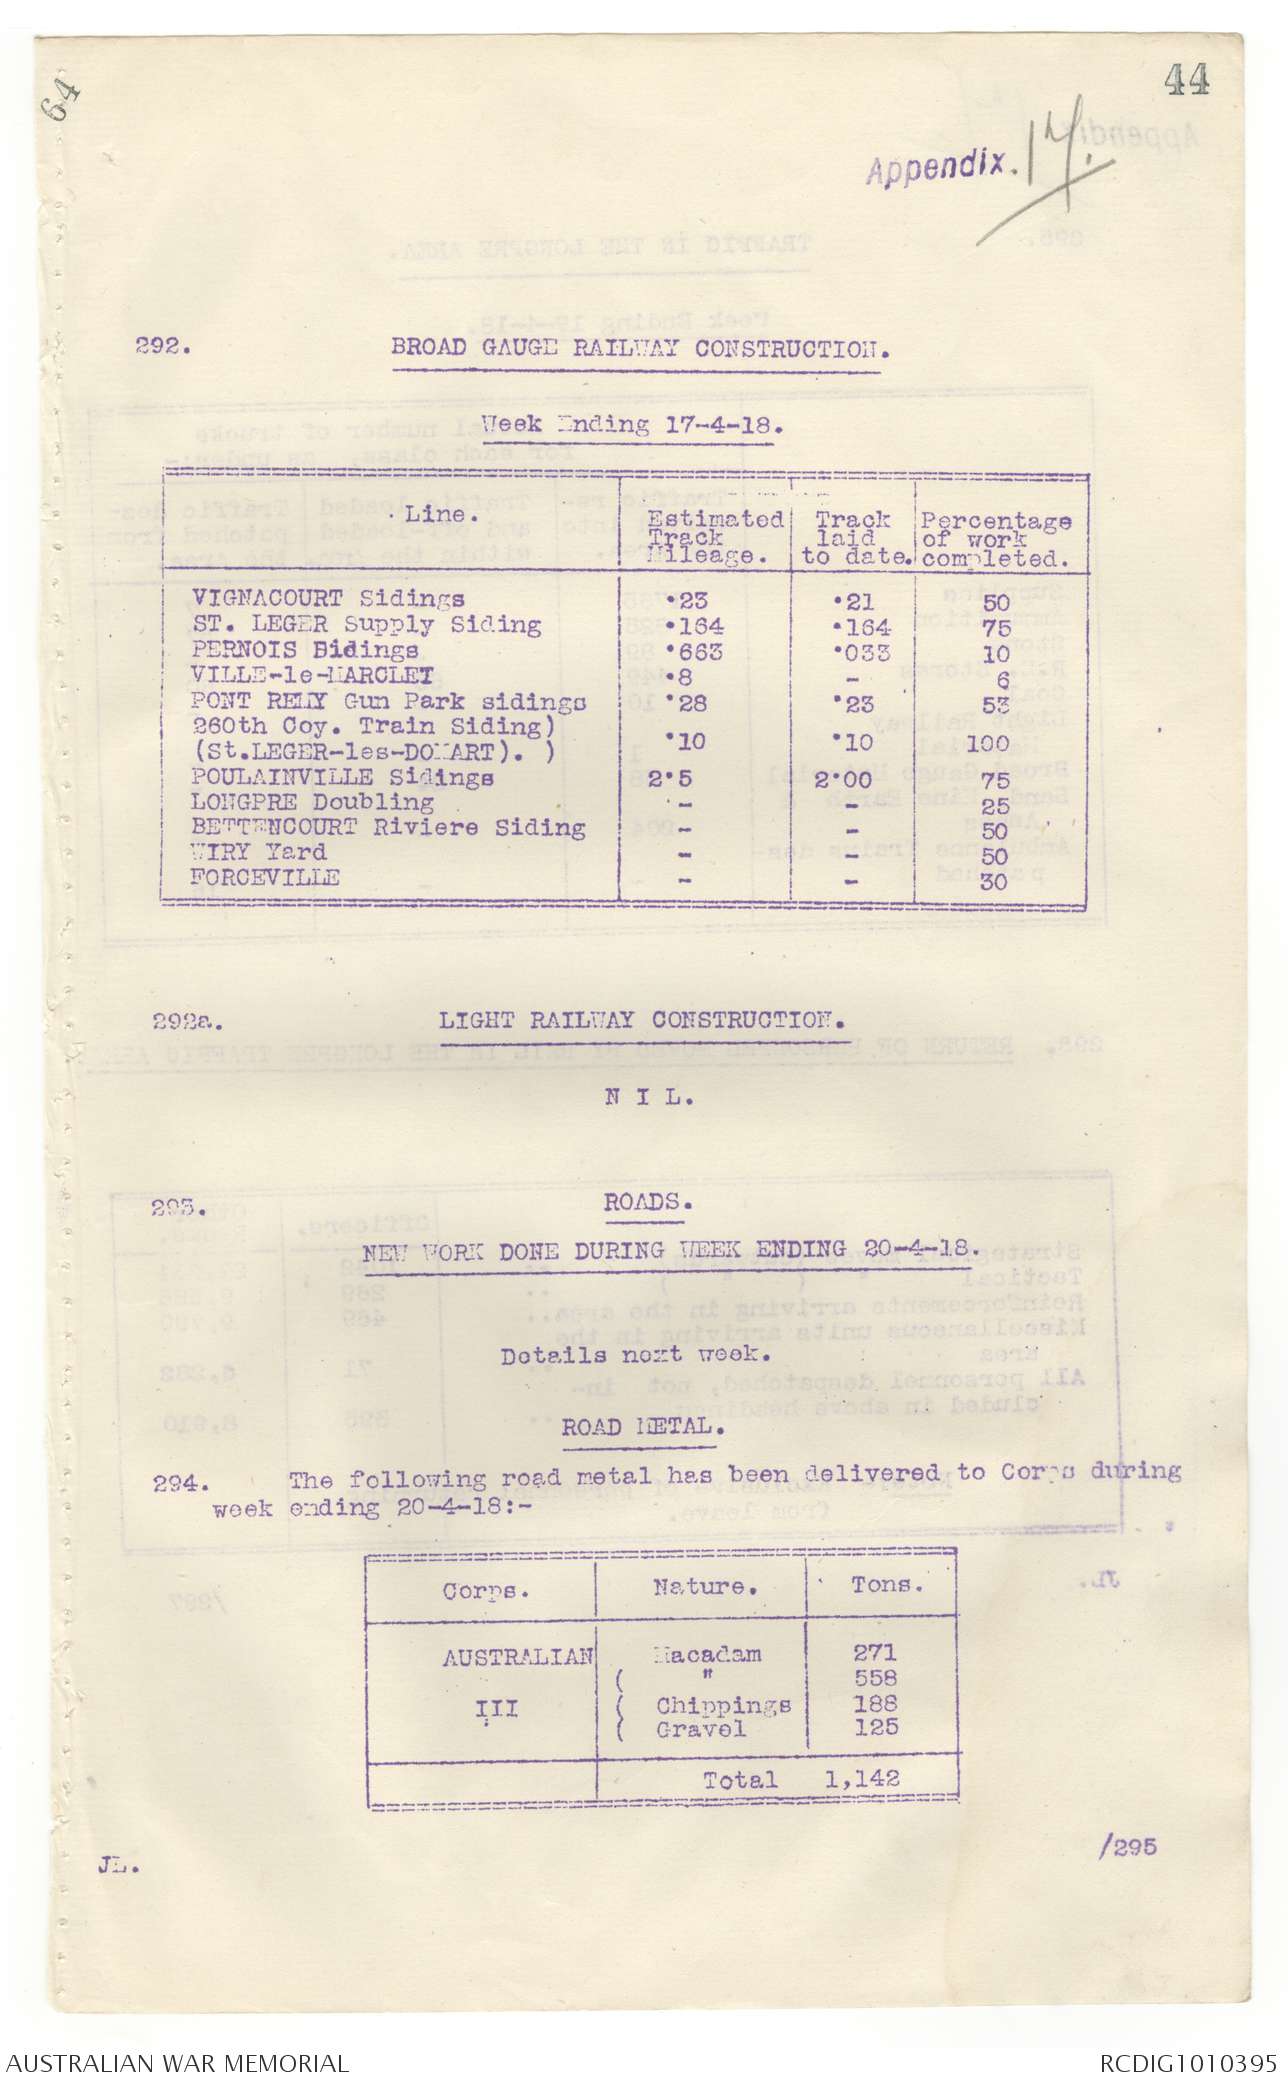 64
44
Appendix. 17.
292. BROAD GAUGE RAILWAY CONSTRUCTION.
Week Ending 17-4-18.
Line. Estimated Track Mileage. Track laid to date. Percentage of work completed.
VIGNACOURT Sidings .23 .21 50
ST. LEGER Supply Siding .164 .164 75
PERNOIS Sidings .663 .033 10
VILLE-le-MARCLET .8 - 6
PONT REMY Gun Park sidings .28 .23 53
260th Coy. Train Siding)
(St.LEGER-les-DOMART). ) .10 .10 100
POULAINVILLE Sidings 2.5 2.00 75
LONGPRE Doubling - - 25
BETTENCOURT Riviere Siding - - 50
WIRY Yard - - 50
FORCEVILLE - - 30
292a. LIGHT RAILWAY CONSTRUCTION.
N I L.
293. ROADS.
NEW WORK DONE DURING WEEK ENDING 20-4-18.
Details next week.
ROAD METAL.
294. The following road metal has been delivered to Corps during
week ending 20-4-18:-
Corps. Nature. Tons.
AUSTRALIAN Macadam 271
( " 558
III ( Chippings 188
( Gravel 125
Total 1,142
/295
JL.
AUSTRALIAN WAR MEMORIAL RCDIG1010395